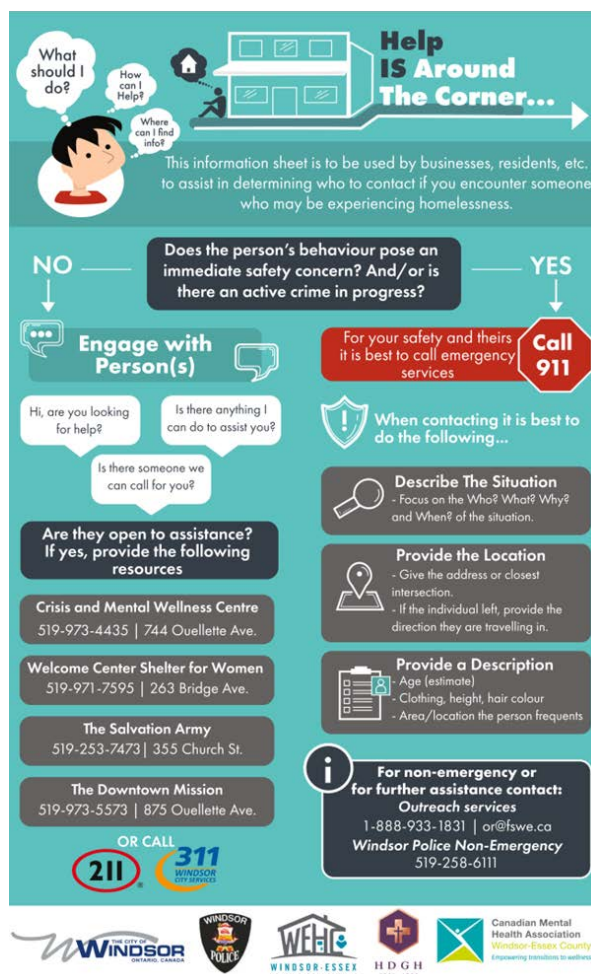 What
should I
do?
How
can I
Help?
Where
can I find
info?
Help
IS Around
The Corner...
This information sheet is to be used by businesses, residents, etc.
to assist in determining who to contact if you encounter someone
who may be experiencing homelessness.
NO
Does the person's behaviour pose an
immediate safety concern? And/or is
there an active crime in progress?
YES
Engage with
Person(s)
Hi, are you looking
for help?
Is there anything I
can do to assist you?
Is there someone we
can call for you?
Are they open to assistance?
If yes, provide the following
resources
Crisis and Mental Wellness Centre
519-973-4435 | 744 Ouellette Ave.
Welcome Center Shelter for Women
519-971-7595 | 263 Bridge Ave.
The Salvation Army
519-253-7473| 355 Church St.
The Downtown Mission
519-973-5573 | 875 Ouellette Ave.
OR CALL
211
311
WINDSOR
CITY SERVICES
For your safety and theirs
it is best to call emergency
services
Call
911
When contacting it is best to
do the following...
Describe The Situation
- Focus on the Who? What? Why?
and When? of the situation.
Provide the Location
- Give the address or closest
intersection.
- If the individual left, provide the
direction they are travelling in.
Provide a Description
- Age (estimate)
- Clothing, height, hair colour
- Area/location the person frequents
i
For non-emergency or
for further assistance contact:
Outreach services
1-888-933-1831 | or@fswe.ca
Windsor Police Non-Emergency
519-258-6111
THE CITY OF
WINDSOR
ONTARIO, CANADA
WINDSOR
POLICE
WEHC
WINDSOR-ESSEX
HDGH
Canadian Mental
Health Association
Windsor-Essex County
Empowering transitions to wellness